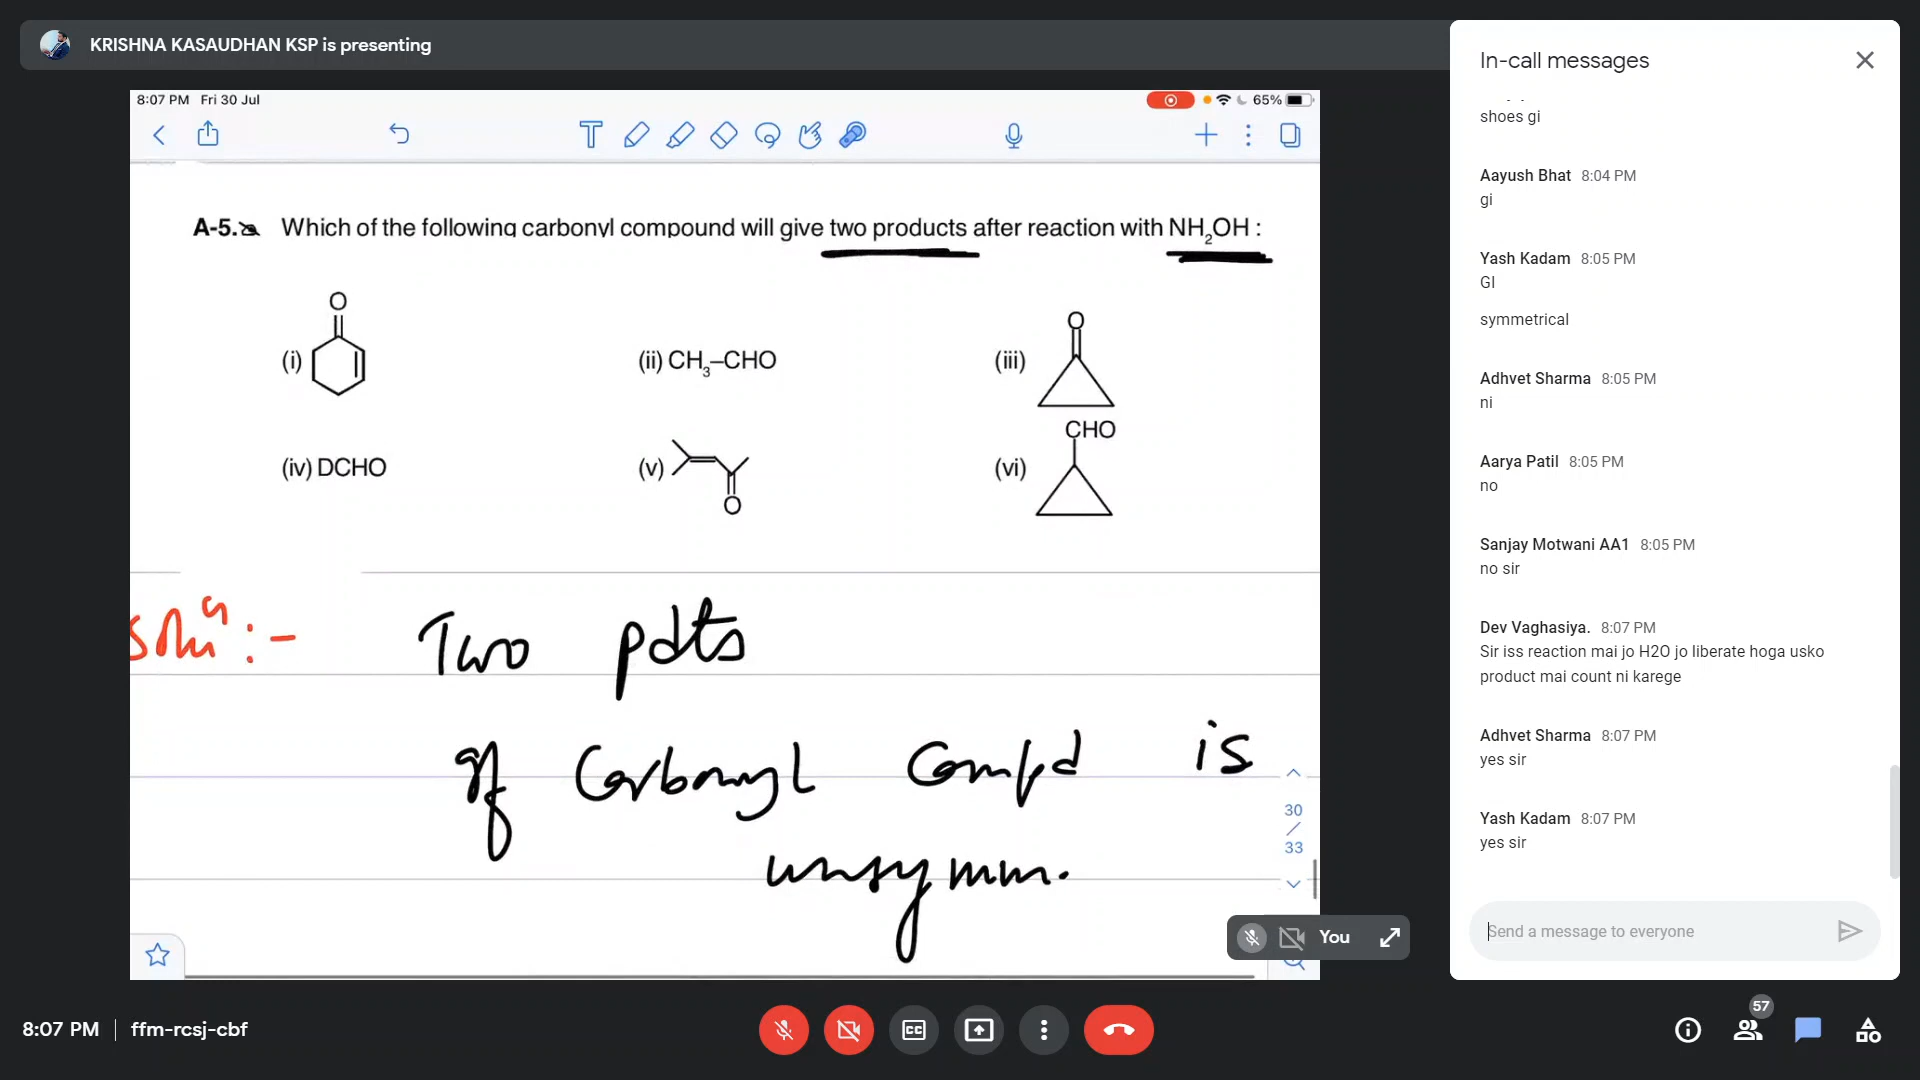 KRISHNA KASAUDHAN KSP is presenting
8:07 PM Fri 30 Jul
65%
A-5. Which of the following carbonyl compound will give two products after reaction with NH2OH :
(i) O
(ii) CH3–CHO
(iii) O
(iv) DCHO
(v) O
(vi) CHO
Soln :-
Two pdts
if Carbonyl Compd is
unsymm.
30
/
33
You
In-call messages
shoes gi
Aayush Bhat 8:04 PM
gi
Yash Kadam 8:05 PM
GI
symmetrical
Adhvet Sharma 8:05 PM
ni
Aarya Patil 8:05 PM
no
Sanjay Motwani AA1 8:05 PM
no sir
Dev Vaghasiya. 8:07 PM
Sir iss reaction mai jo H2O jo liberate hoga usko
product mai count ni karege
Adhvet Sharma 8:07 PM
yes sir
Yash Kadam 8:07 PM
yes sir
Send a message to everyone
8:07 PM | ffm-rcsj-cbf
CC
57